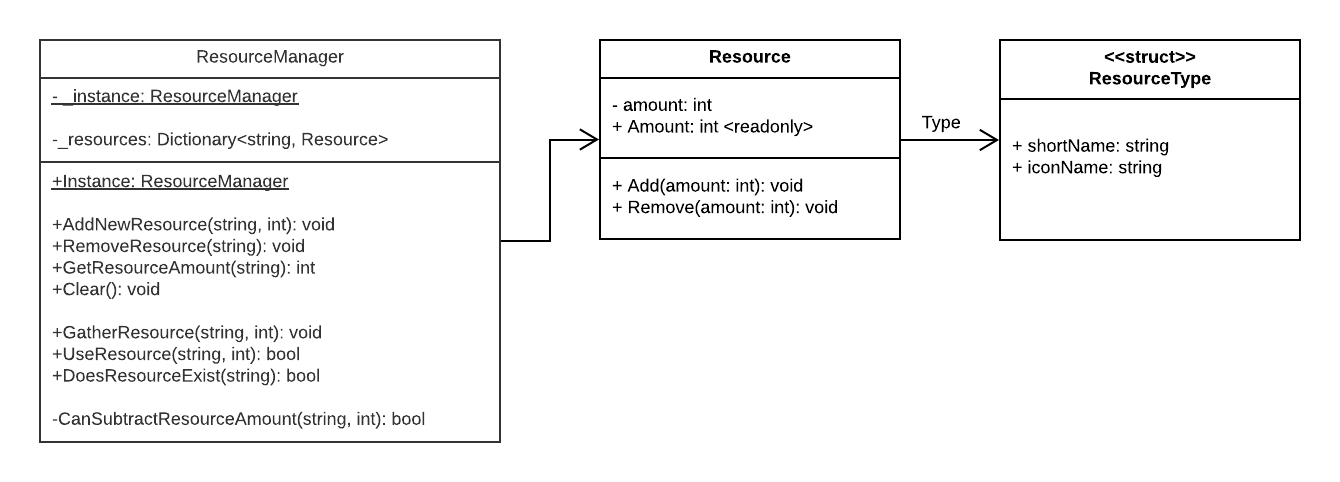 ResourceManager
- _instance: ResourceManager
-_resources: Dictionary<string, Resource>
+Instance: ResourceManager
+AddNewResource(string, int): void
+RemoveResource(string): void
+GetResourceAmount(string): int
+Clear(): void
+GatherResource(string, int): void
+UseResource(string, int): bool
+DoesResourceExist(string): bool
-CanSubtractResourceAmount(string, int): bool
Resource
- amount: int
+ Amount: int <readonly>
+ Add(amount: int): void
+ Remove(amount: int): void
Type
<<struct>>
ResourceType
+ shortName: string
+ iconName: string